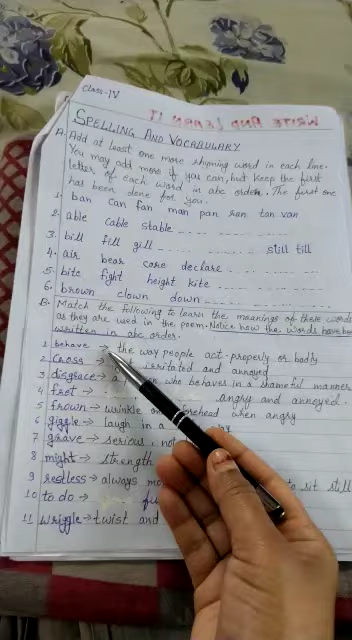 Class-IV
WRITE AND LEARN IT
SPELLING AND VOCABULARY
A. Add at least one more rhyming word in each line.
You may add more if you can, but keep the first
letter of each word in abc order. The first one
has been done for you.
1. ban can fan man pan ran tan van
2. able cable stable
3. bill fill gill still till
4. air bear care declare
5. bite fight height kite
6. brown clown down
B. Match the following to learn the meanings of these words
as they are used in the poem. Notice how the words have been
written in abc order.
1 behave → the way people act-properly or badly
2 cross → irritated and annoyed
3 disgrace → a who behaves in a shameful manner
4 fret angry and annoyed.
5 frown → wrinkle forehead when angry
6 giggle → laugh in a
7 grave → serious, not
8 might → strength
9 restless → always to sit still
10 to do →
11 wriggle → twist and